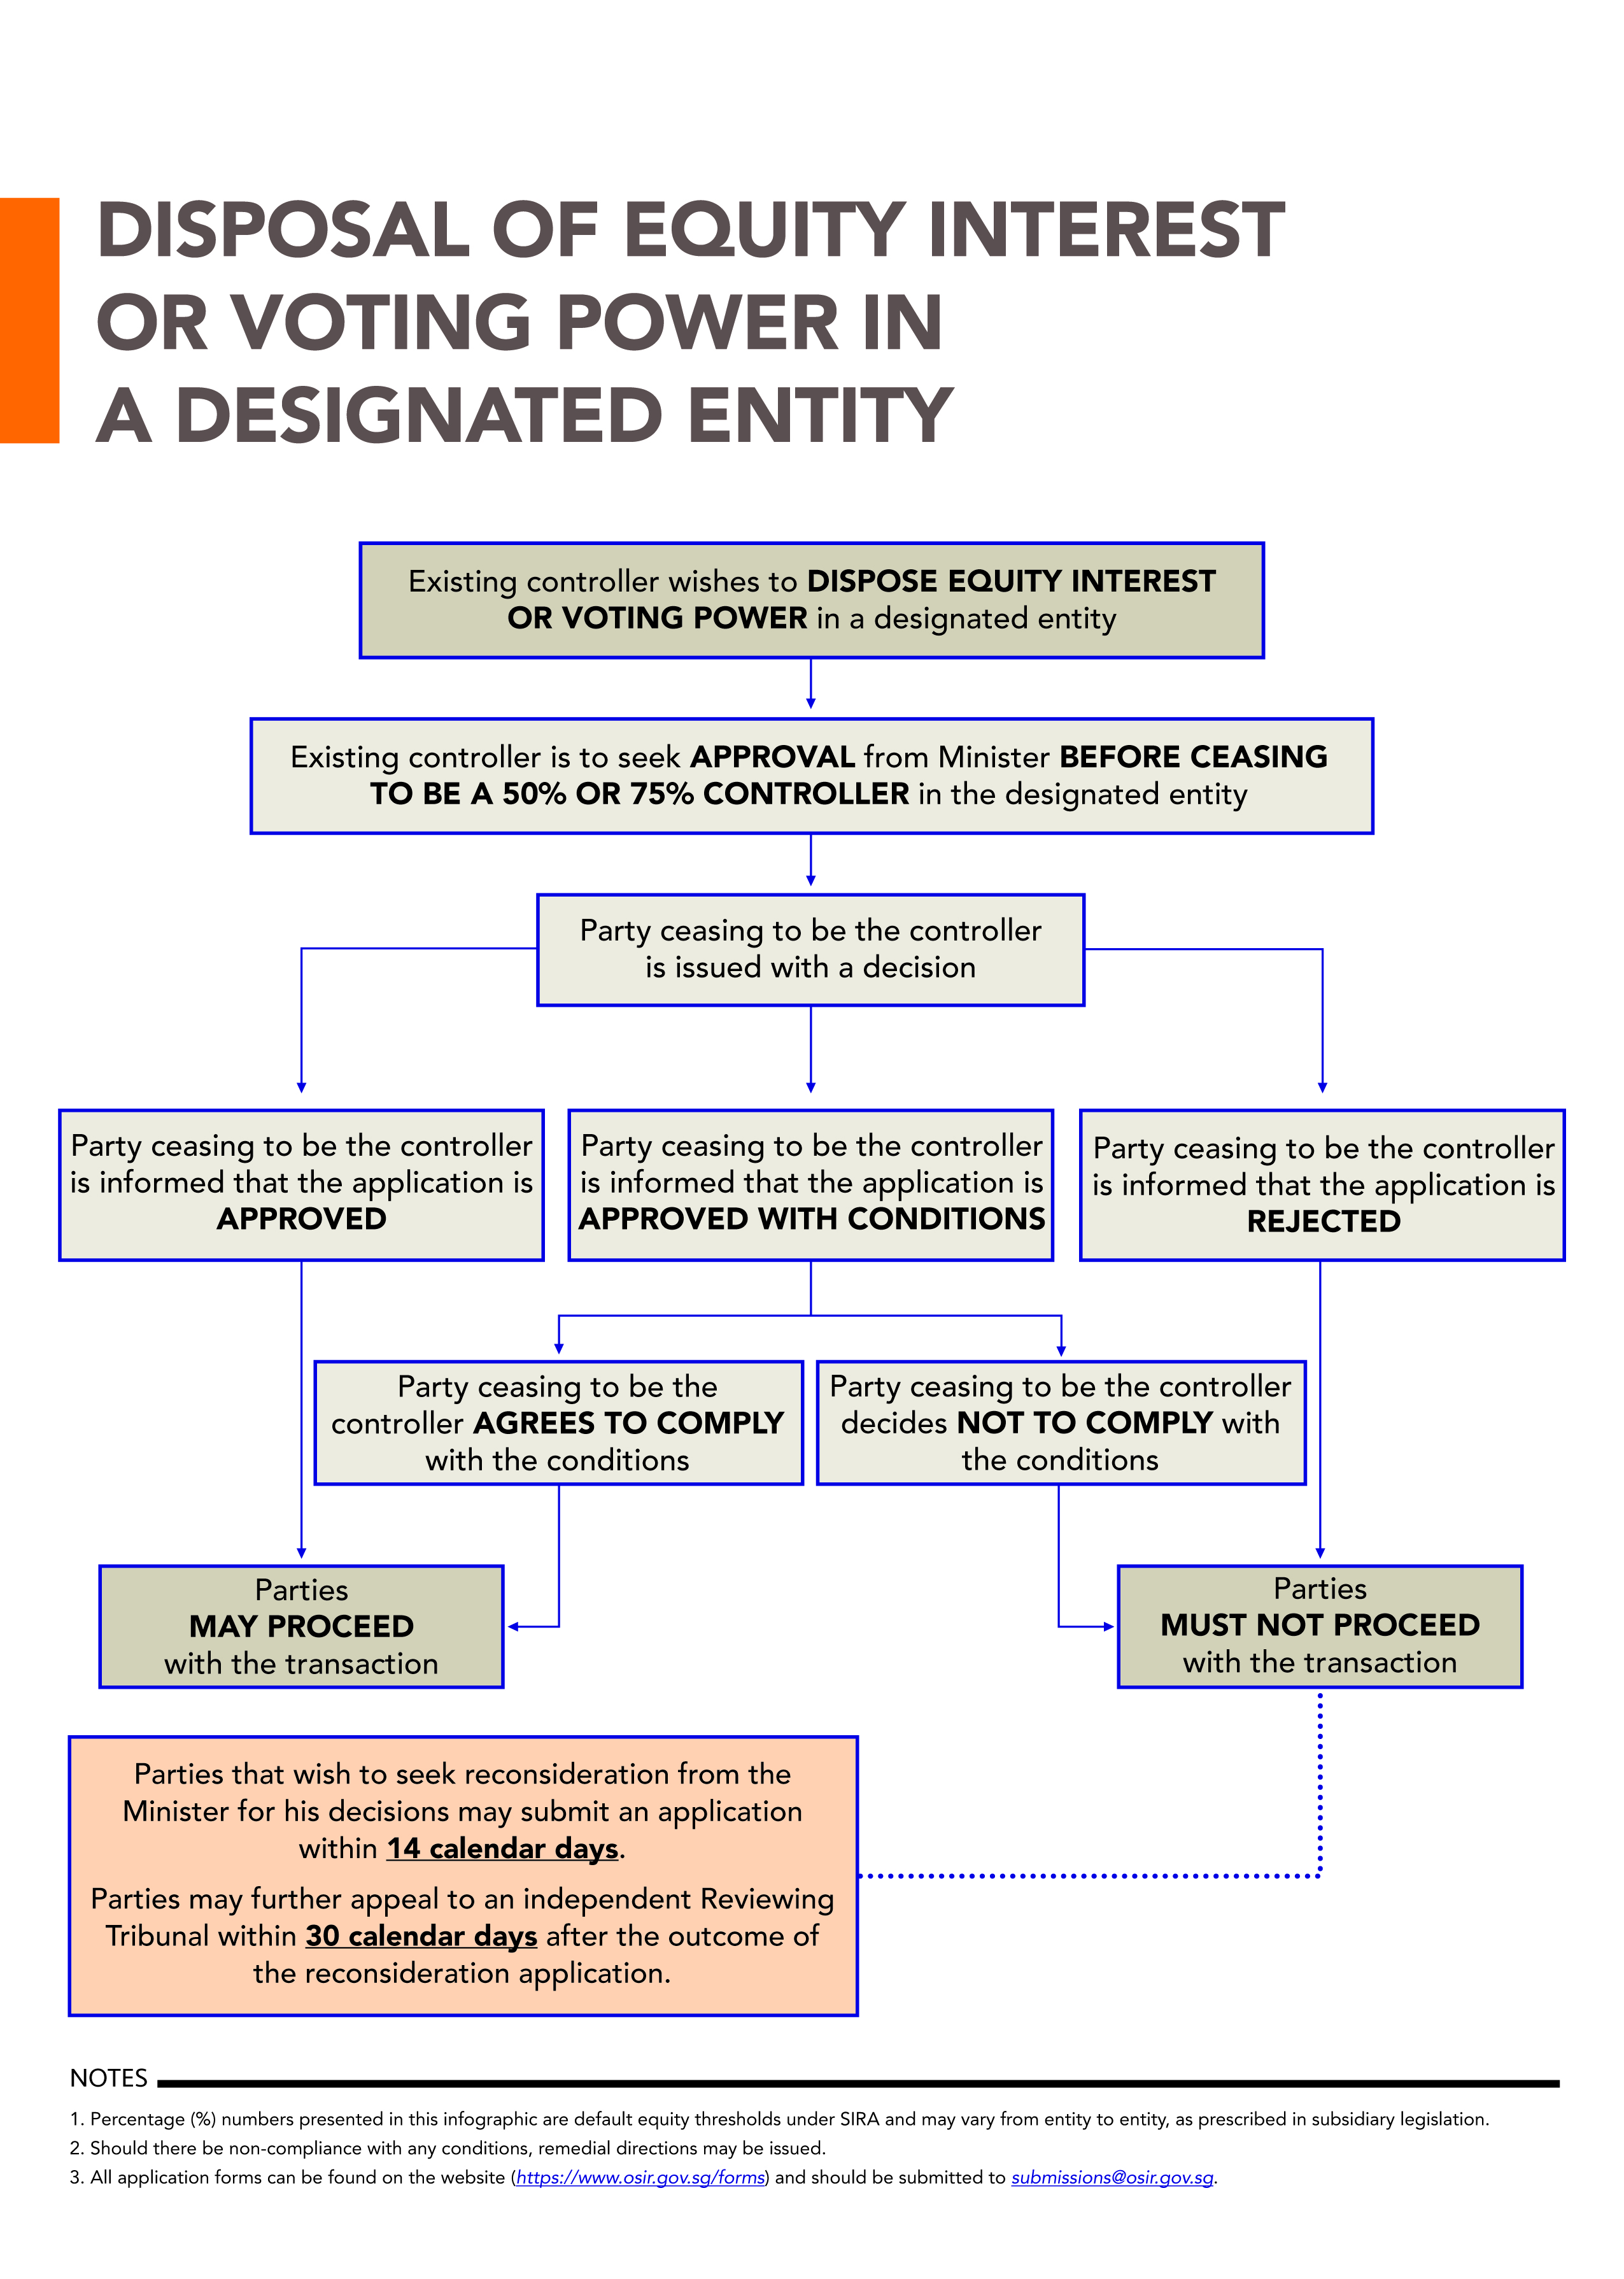 DISPOSAL OF EQUITY INTEREST
OR VOTING POWER IN
A DESIGNATED ENTITY
Existing controller wishes to DISPOSE EQUITY INTEREST
OR VOTING POWER in a designated entity
Existing controller is to seek APPROVAL from Minister BEFORE CEASING
TO BE A 50% OR 75% CONTROLLER in the designated entity
Party ceasing to be the controller
is issued with a decision
Party ceasing to be the controller
is informed that the application is
APPROVED
Party ceasing to be the controller
is informed that the application is
APPROVED WITH CONDITIONS
Party ceasing to be the controller
is informed that the application is
REJECTED
Party ceasing to be the
controller AGREES TO COMPLY
with the conditions
Party ceasing to be the controller
decides NOT TO COMPLY with
the conditions
Parties
MAY PROCEED
with the transaction
Parties
MUST NOT PROCEED
with the transaction
Parties that wish to seek reconsideration from the
Minister for his decisions may submit an application
within 14 calendar days.
Parties may further appeal to an independent Reviewing
Tribunal within 30 calendar days after the outcome of
the reconsideration application.
NOTES
1. Percentage (%) numbers presented in this infographic are default equity thresholds under SIRA and may vary from entity to entity, as prescribed in subsidiary legislation.
2. Should there be non-compliance with any conditions, remedial directions may be issued.
3. All application forms can be found on the website (https://www.osir.gov.sg/forms) and should be submitted to submissions@osir.gov.sg.